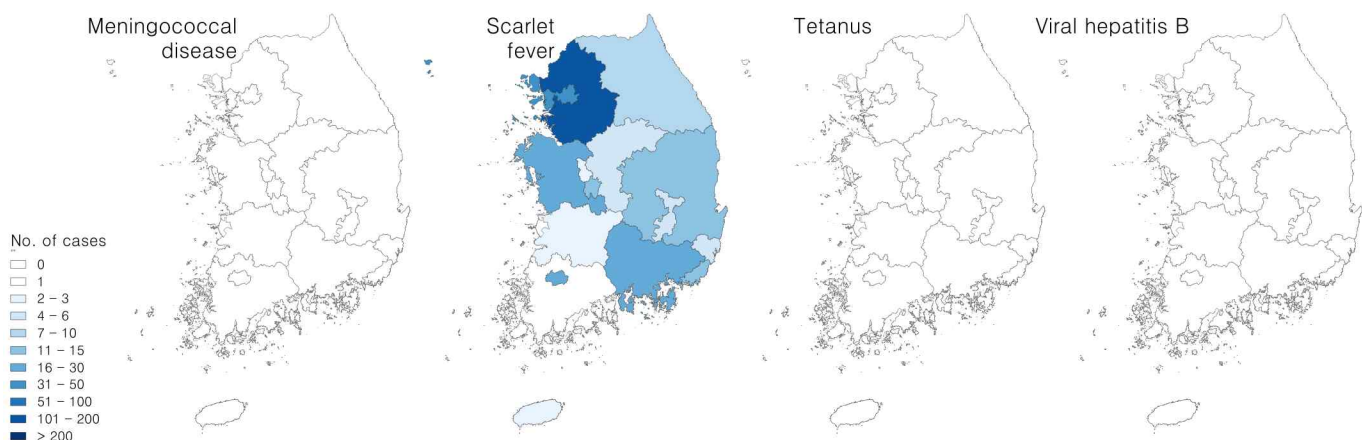 Meningococcal
disease
Scarlet
fever
Tetanus
Viral hepatitis B
No. of cases
0
1
2 – 3
4 – 6
7 – 10
11 – 15
16 – 30
31 – 50
51 – 100
101 – 200
> 200